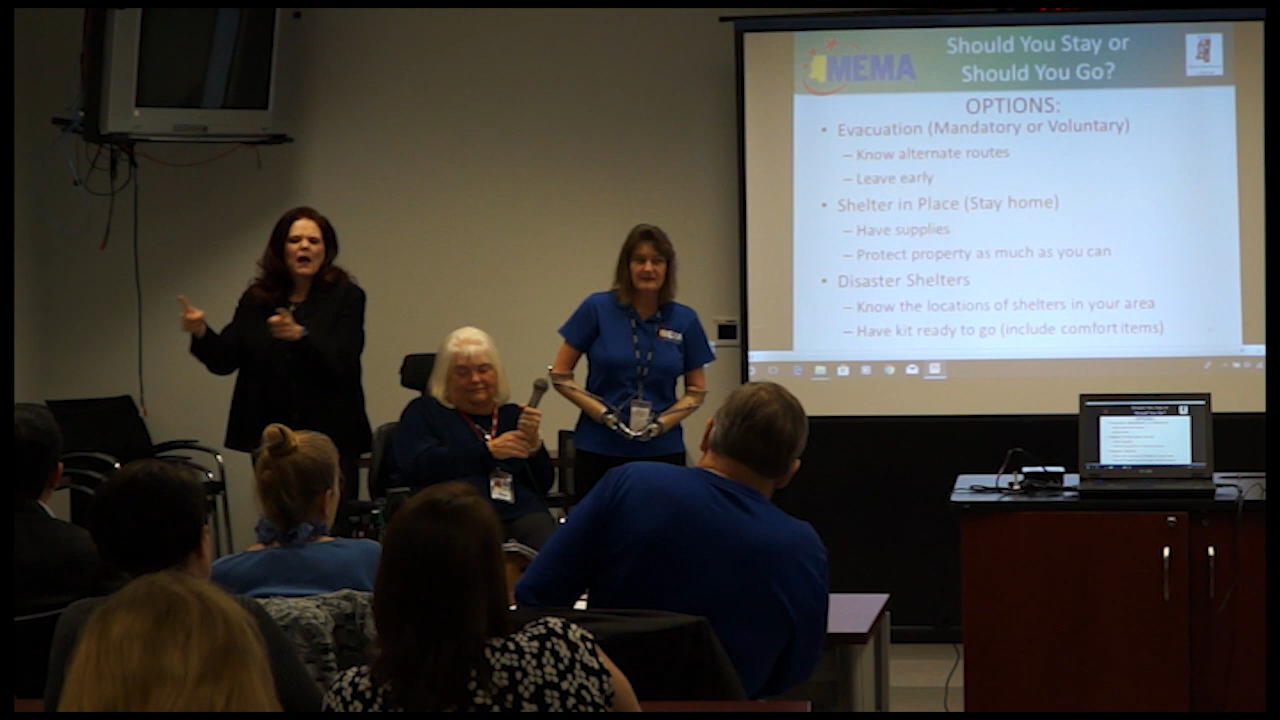 MEMA
Should You Stay or
Should You Go?
OPTIONS:
• Evacuation (Mandatory or Voluntary)
– Know alternate routes
– Leave early
• Shelter in Place (Stay home)
– Have supplies
– Protect property as much as you can
• Disaster Shelters
– Know the locations of shelters in your area
– Have kit ready to go (include comfort items)